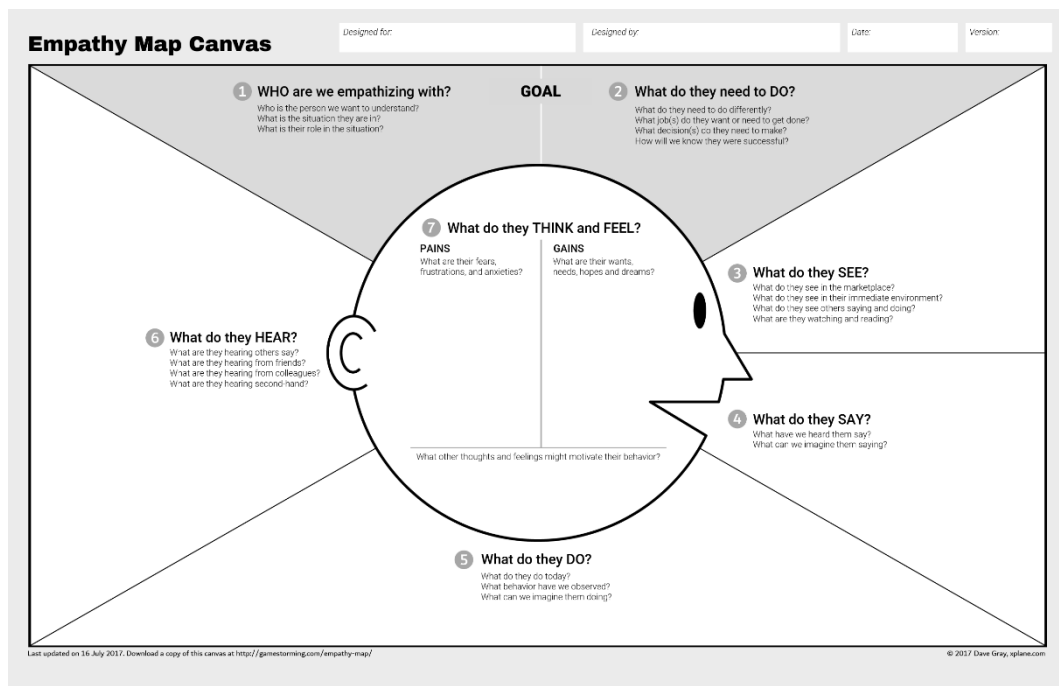 Empathy Map Canvas
Designed for:
Designed by:
Date:
Version:
1 WHO are we empathizing with?
Who is the person we want to understand?
What is the situation they are in?
What is their role in the situation?
GOAL
2 What do they need to DO?
What do they need to do differently?
What job(s) do they want or need to get done?
What decision(s) do they need to make?
How will we know they were successful?
3 What do they SEE?
What do they see in the marketplace?
What do they see in their immediate environment?
What do they see others saying and doing?
What are they watching and reading?
4 What do they SAY?
What have we heard them say?
What can we imagine them saying?
5 What do they DO?
What do they do today?
What behavior have we observed?
What can we imagine them doing?
6 What do they HEAR?
What are they hearing others say?
What are they hearing from friends?
What are they hearing from colleagues?
What are they hearing second-hand?
7 What do they THINK and FEEL?
PAINS
What are their fears,
frustrations, and anxieties?
GAINS
What are their wants,
needs, hopes and dreams?
What other thoughts and feelings might motivate their behavior?
Last updated on 16 July 2017. Download a copy of this canvas at http://gamestorming.com/empathy-map/
© 2017 Dave Gray, xplane.com